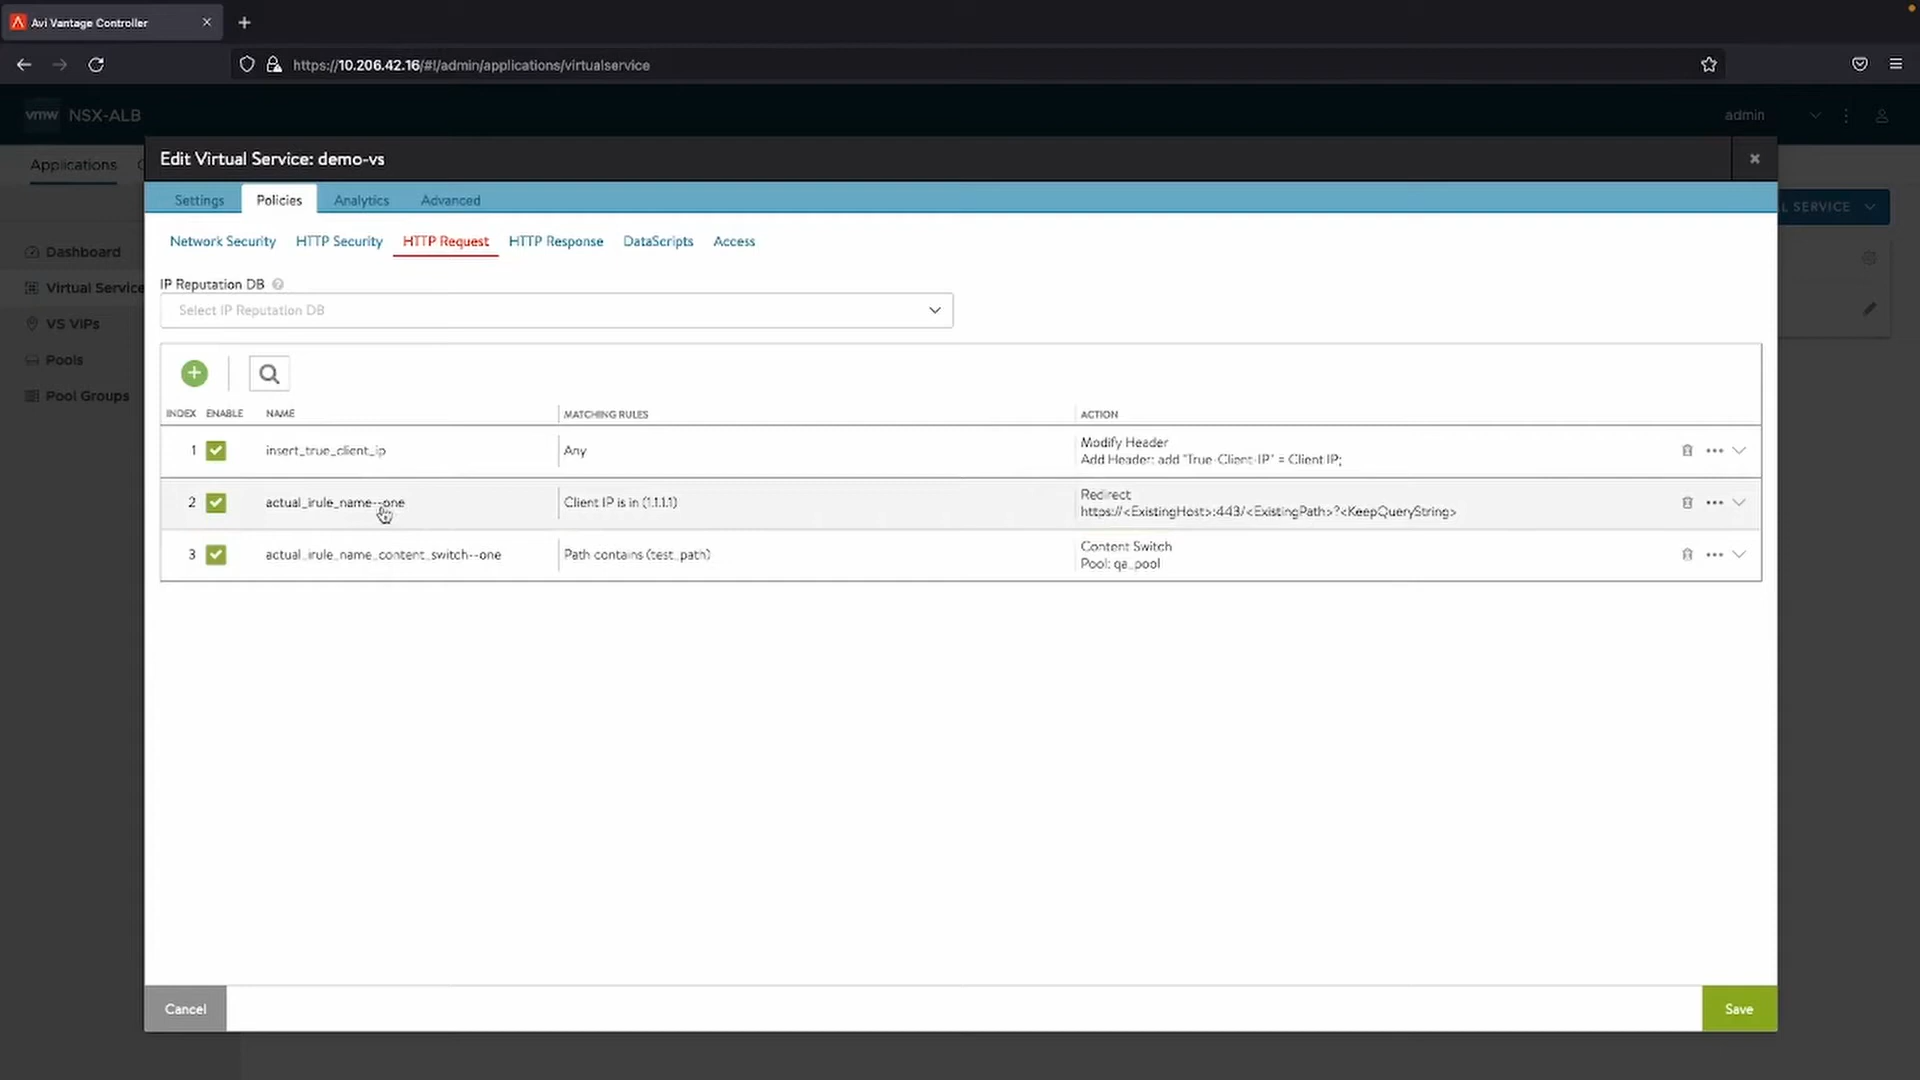 Avi Vantage Controller
https://10.206.42.16/#!/admin/applications/virtualservice
vmw NSX-ALB
admin
Applications
Edit Virtual Service: demo-vs
Settings Policies Analytics Advanced
L SERVICE
Network Security HTTP Security HTTP Request HTTP Response DataScripts Access
Dashboard
Virtual Service
VS VIPs
Pools
Pool Groups
IP Reputation DB
Select IP Reputation DB
INDEX ENABLE NAME MATCHING RULES ACTION
1 insert_true_client_ip Any Modify Header
Add Header: add "True-Client-IP" = Client IP;
2 actual_irule_name--one Client IP is in (1.1.1.1) Redirect
https://<ExistingHost>:443/<ExistingPath>?<KeepQueryString>
3 actual_irule_name_content_switch--one Path contains (test_path) Content Switch
Pool: qa_pool
Cancel Save